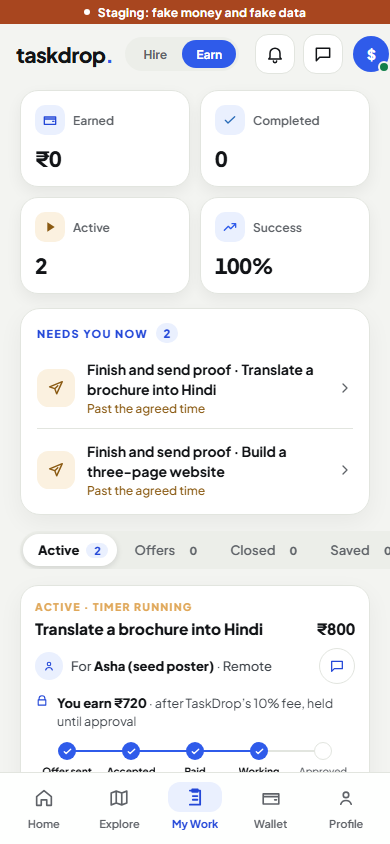 Staging: fake money and fake data
taskdrop.
Hire
Earn
$
Earned
₹0
Completed
0
Active
2
Success
100%
NEEDS YOU NOW 2
Finish and send proof · Translate a
brochure into Hindi
Past the agreed time
Finish and send proof · Build a
three-page website
Past the agreed time
Active 2
Offers 0
Closed 0
Saved 0
ACTIVE · TIMER RUNNING
Translate a brochure into Hindi ₹800
For Asha (seed poster) · Remote
You earn ₹720 · after TaskDrop's 10% fee, held
until approval
Offer sent Accepted Paid Working Approved
Home
Explore
My Work
Wallet
Profile